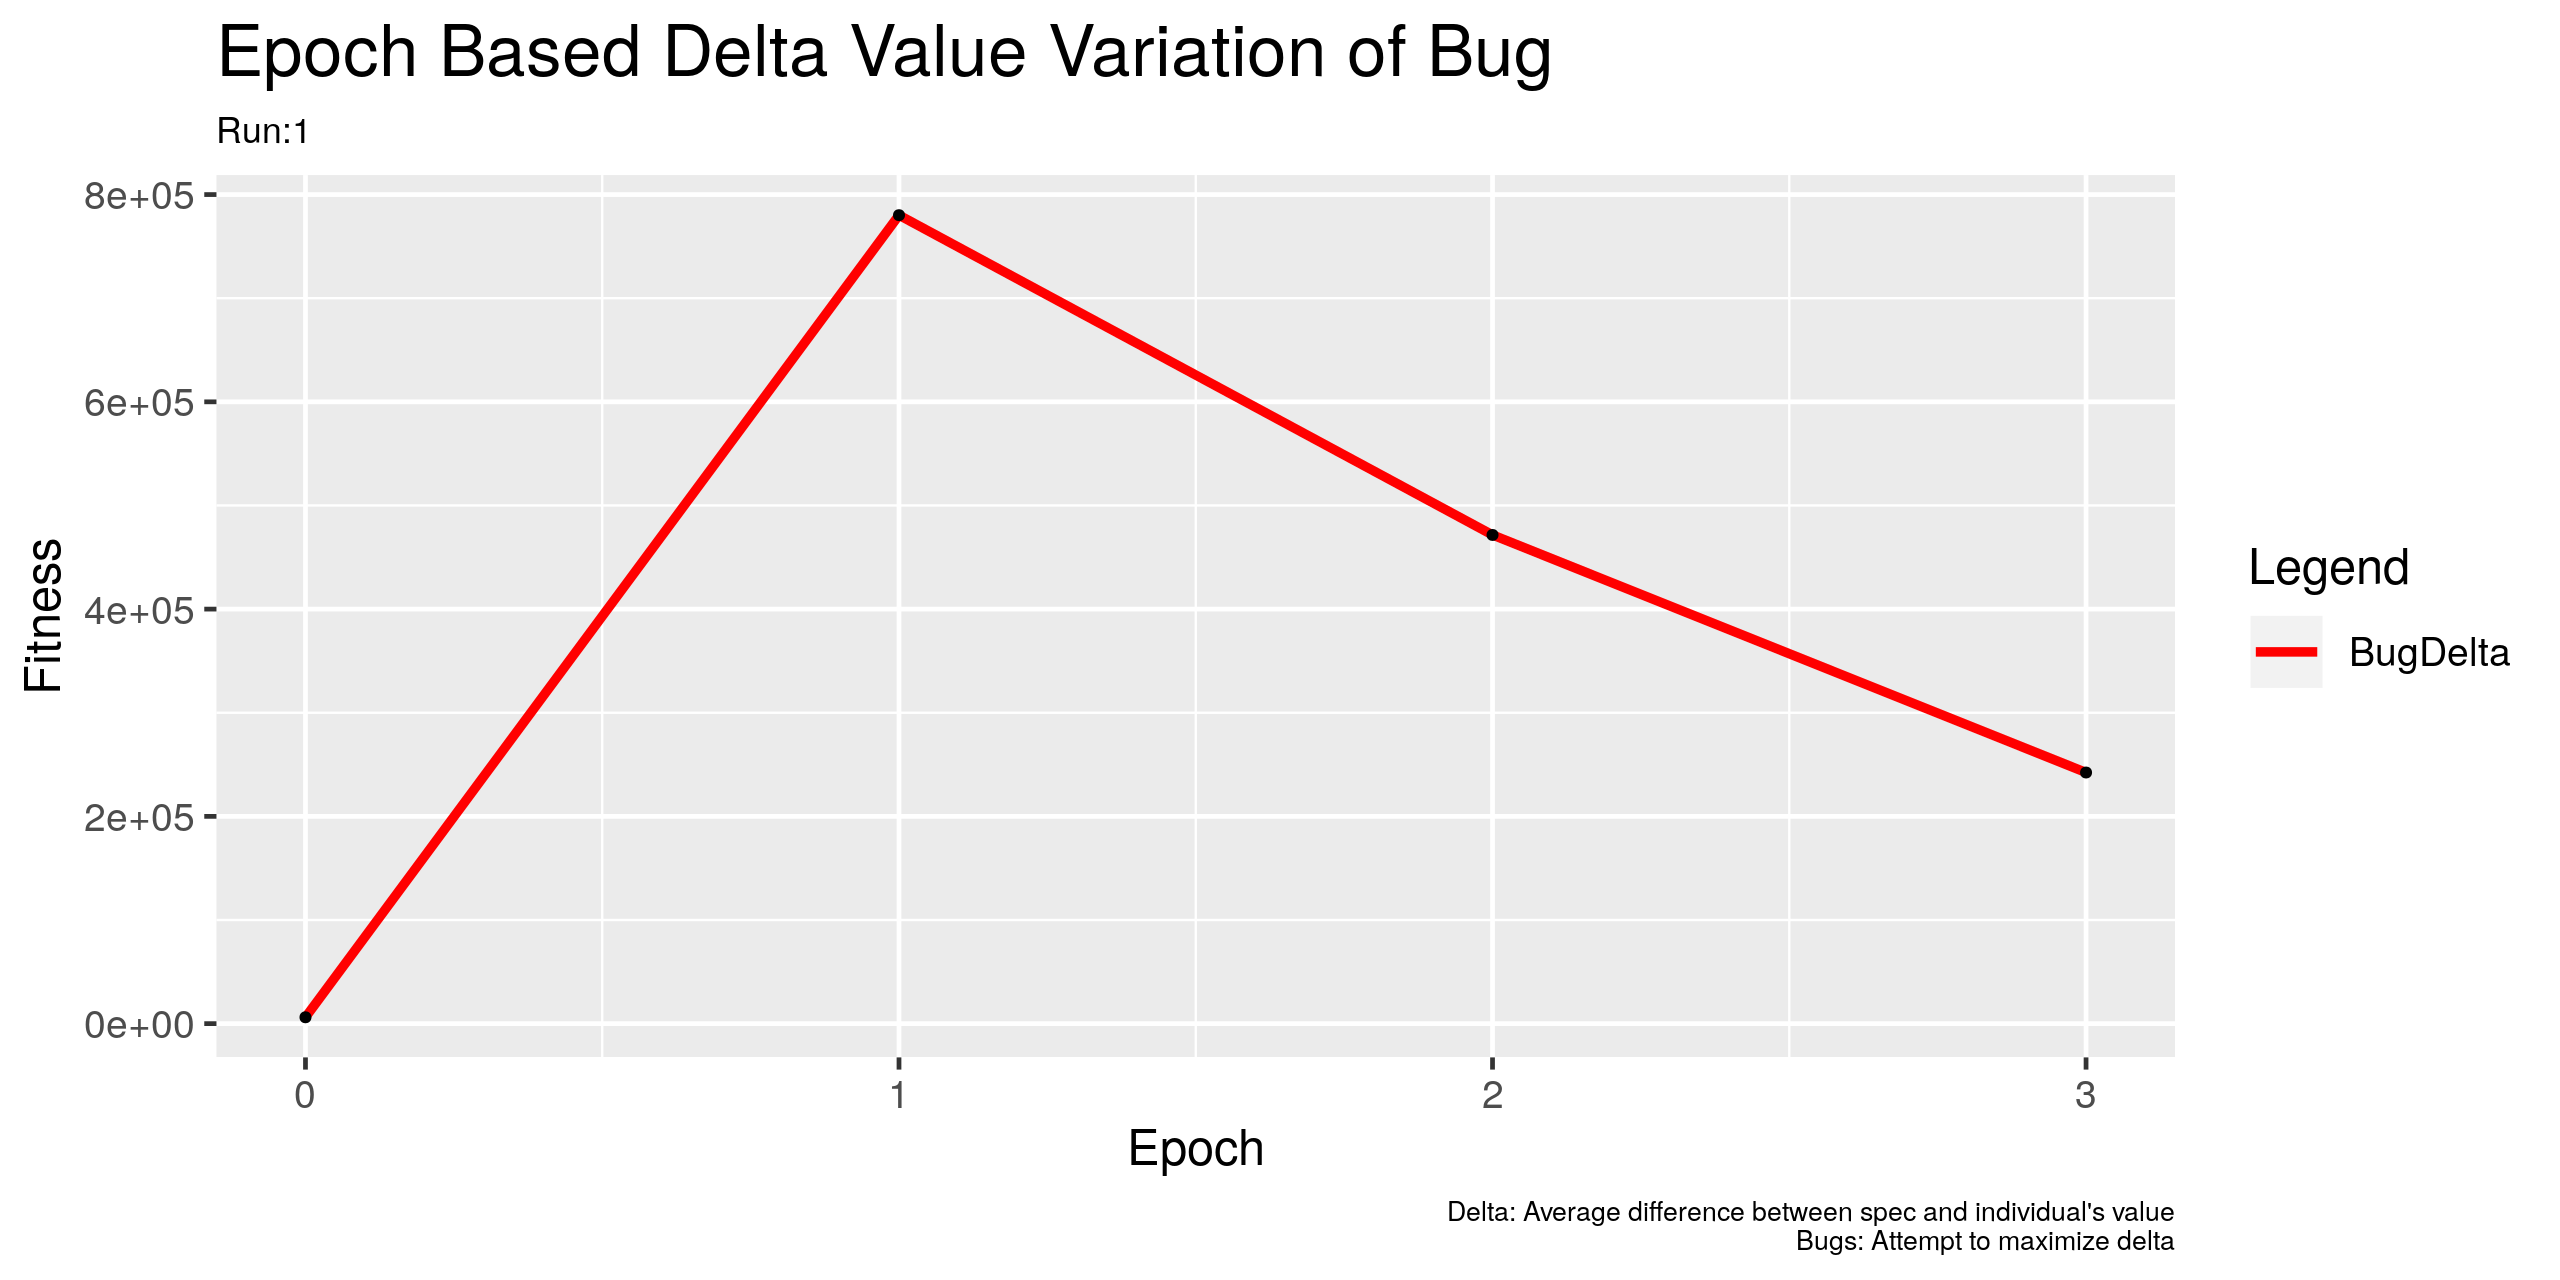 Epoch Based Delta Value Variation of Bug
Run:1
8e+05
6e+05
4e+05
2e+05
0e+00
Fitness
0 1 2 3
Epoch
Legend
BugDelta
Delta: Average difference between spec and individual's value
Bugs: Attempt to maximize delta